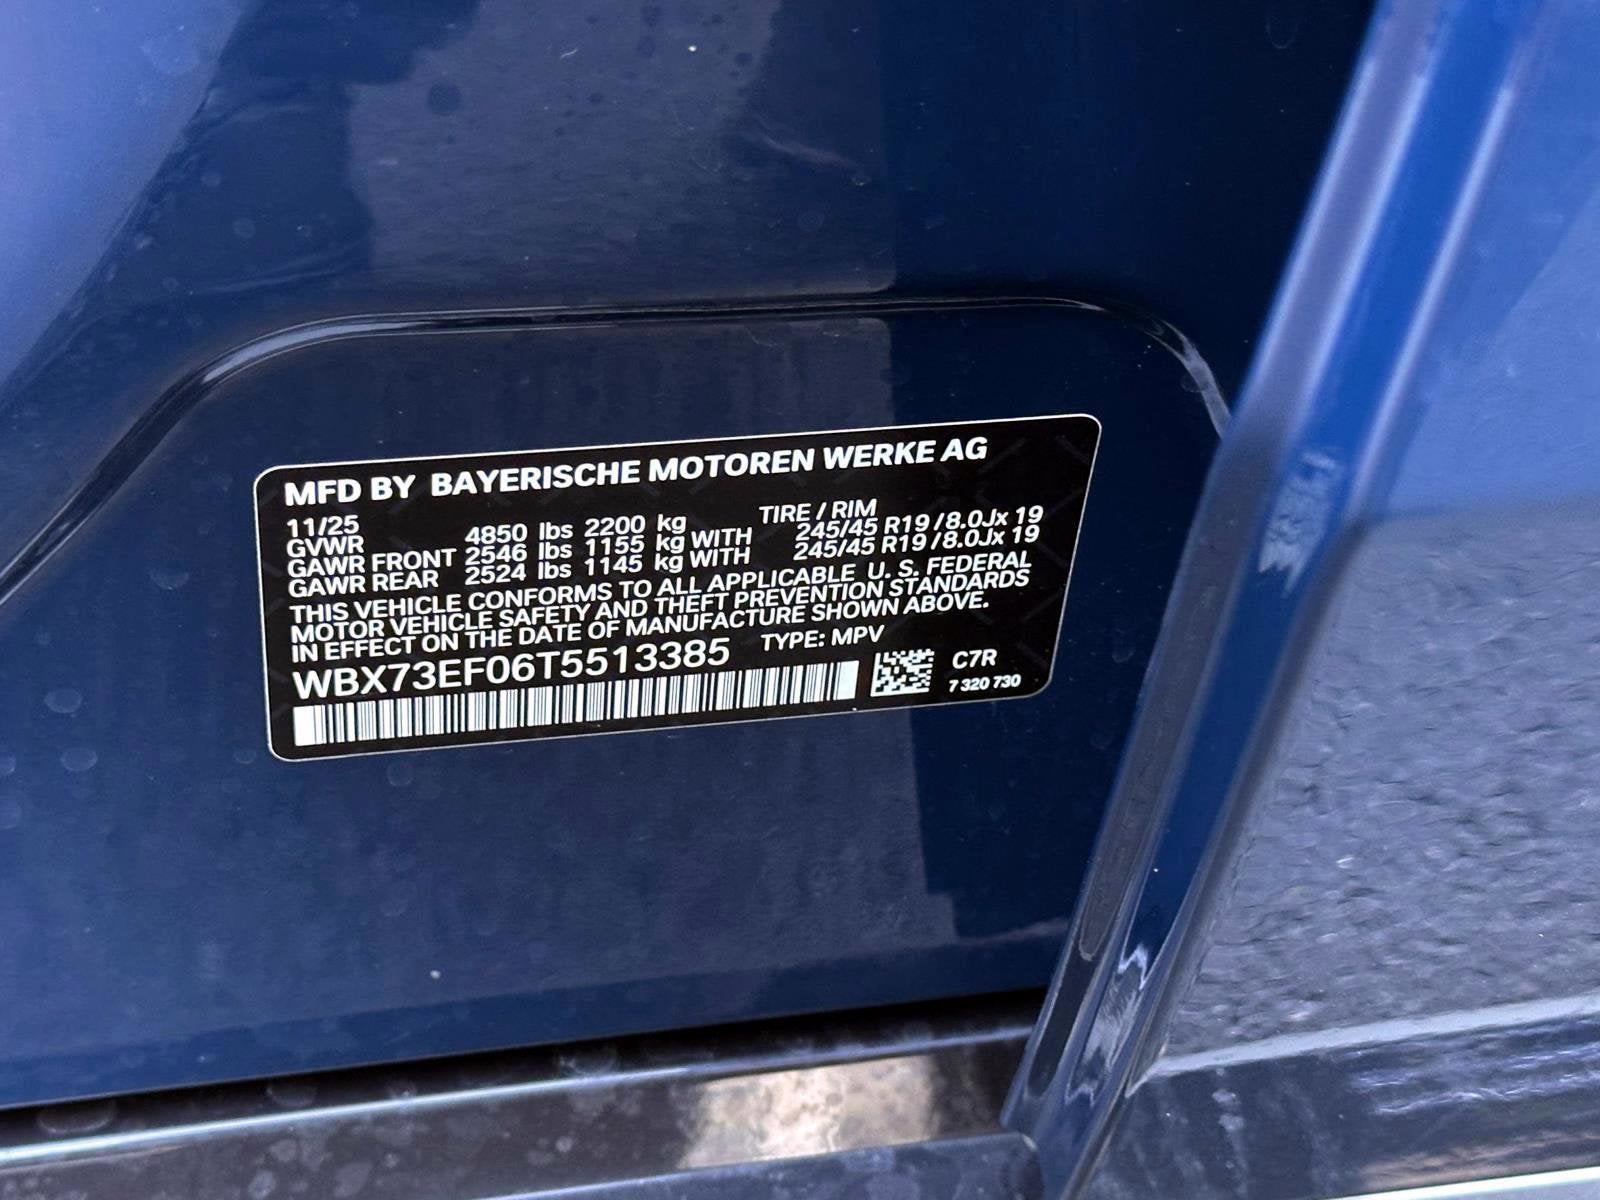 MFD BY BAYERISCHE MOTOREN WERKE AG
11/25 TIRE / RIM
GVWR 4850 lbs 2200 kg
GAWR FRONT 2546 lbs 1155 kg WITH 245/45 R19 / 8.0Jx 19
GAWR REAR 2524 lbs 1145 kg WITH 245/45 R19 / 8.0Jx 19
THIS VEHICLE CONFORMS TO ALL APPLICABLE U. S. FEDERAL
MOTOR VEHICLE SAFETY AND THEFT PREVENTION STANDARDS
IN EFFECT ON THE DATE OF MANUFACTURE SHOWN ABOVE.
WBX73EF06T5513385 TYPE: MPV
C7R
7 320 730